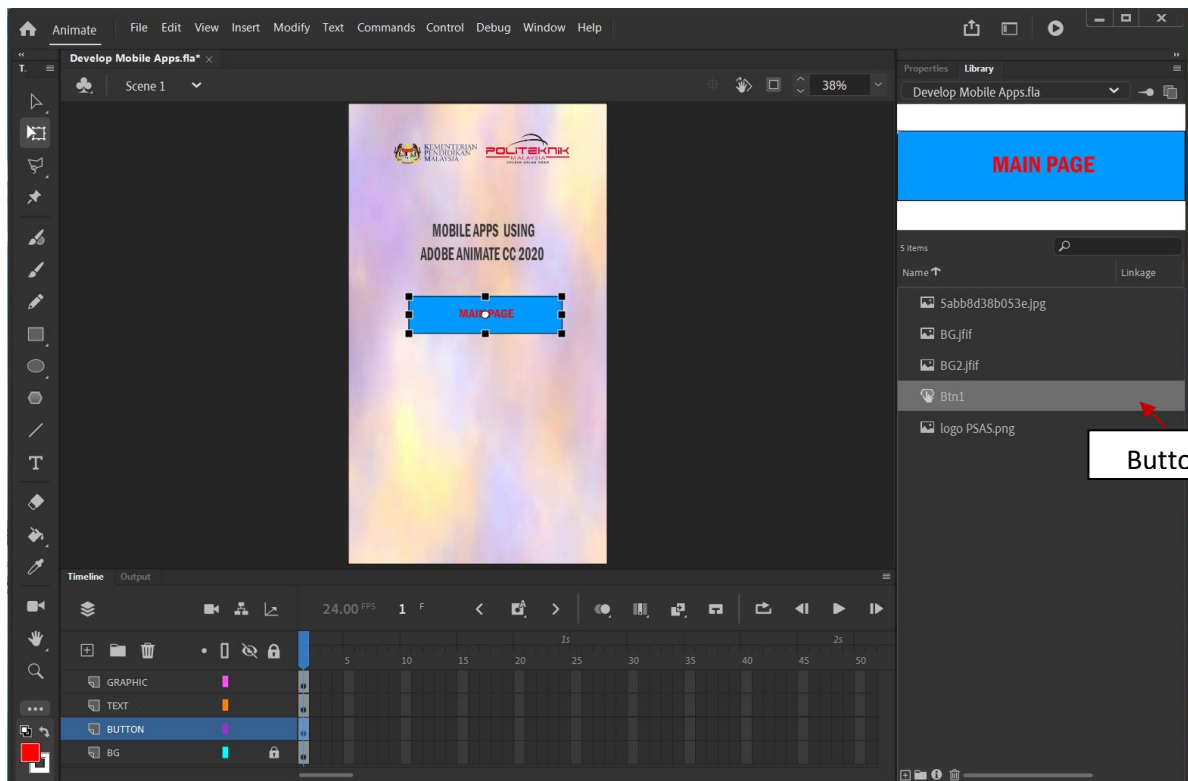 Animate File Edit View Insert Modify Text Commands Control Debug Window Help
Develop Mobile Apps.fla* ×
T.
Scene 1
38%
Properties Library
Develop Mobile Apps.fla
MAIN PAGE
5 items
Name Linkage
5abb8d38b053e.jpg
BG.jfif
BG2.jfif
Btn1
logo PSAS.png
Butto
KEMENTERIAN
PENDIDIKAN
MALAYSIA
POLITEKNIK
MALAYSIA
MOBILE APPS USING
ADOBE ANIMATE CC 2020
MAIN PAGE
T
Timeline Output
24.00 FPS 1 F
1s 2s
5 10 15 20 25 30 35 40 45 50
GRAPHIC
TEXT
BUTTON
BG